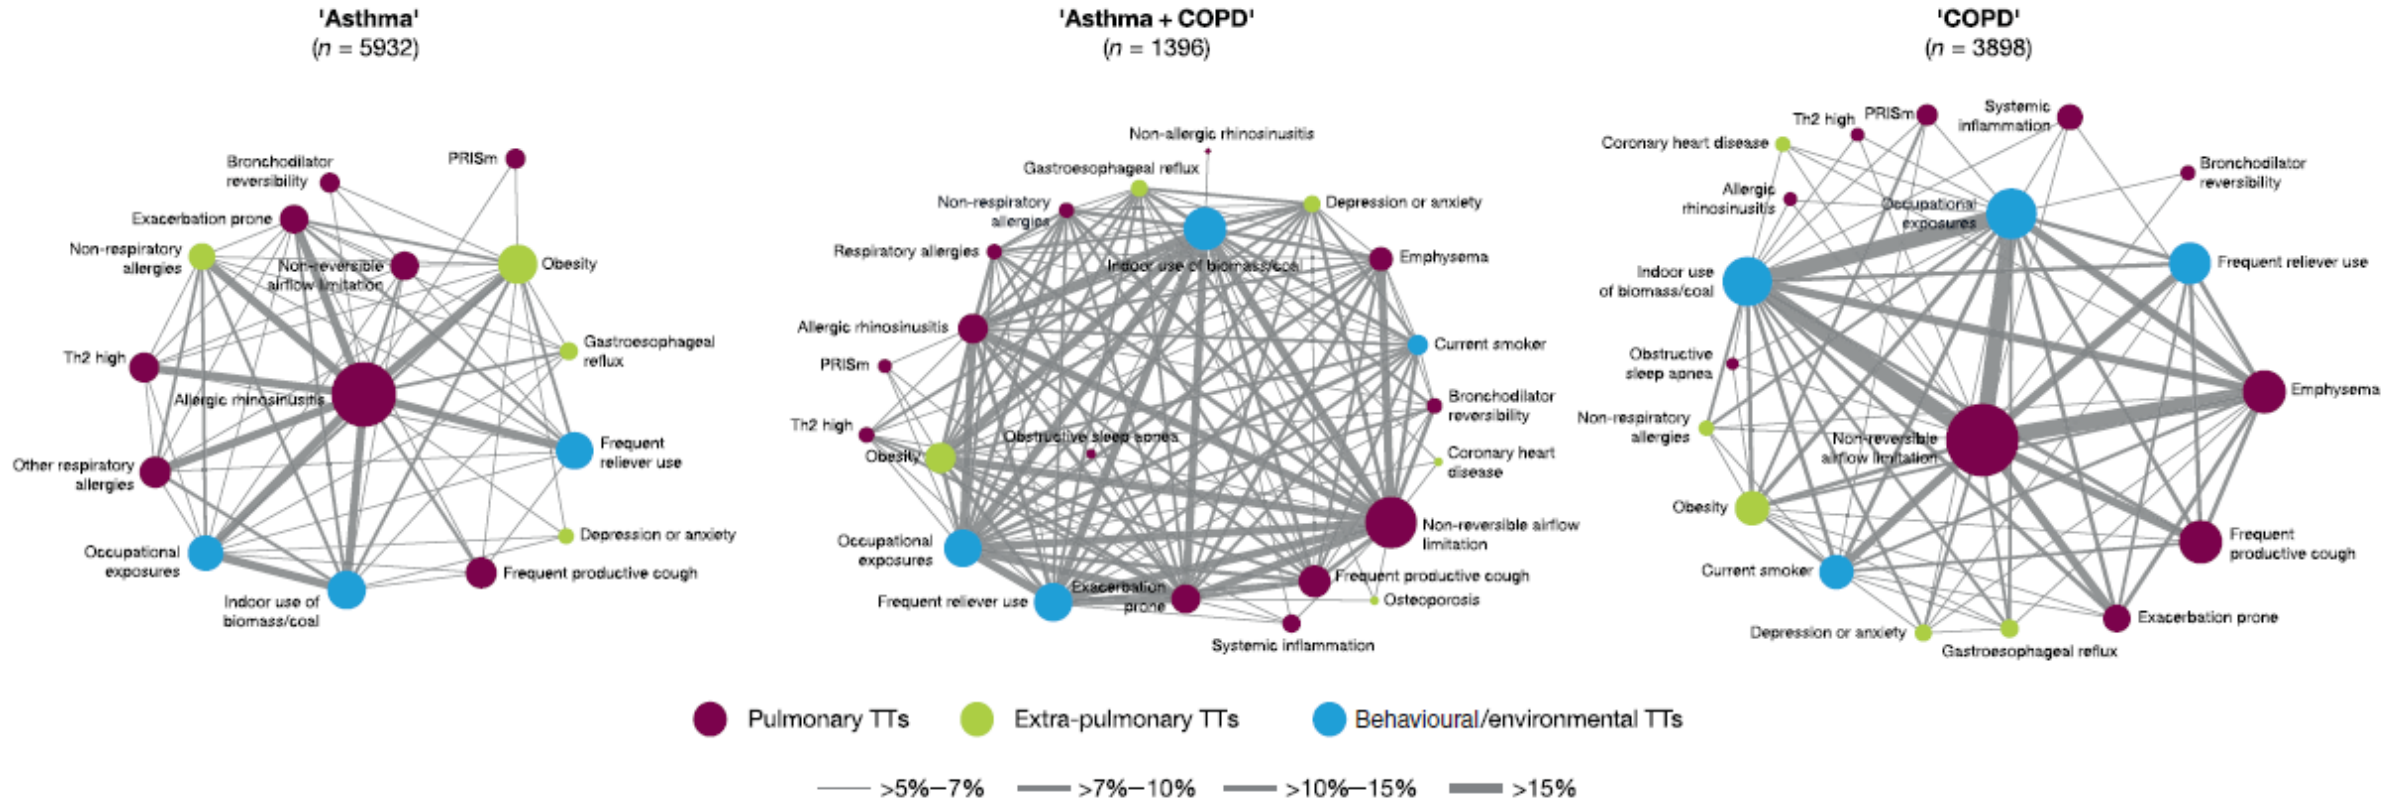 'Asthma'
(n = 5932)
Bronchodilator
reversibility
PRISm
Exacerbation prone
Non-respiratory
allergies
Non-reversible
airflow limitation
Obesity
Gastroesophageal
reflux
Th2 high
Allergic rhinosinusitis
Other respiratory
allergies
Frequent
reliever use
Occupational
exposures
Depression or anxiety
Frequent productive cough
Indoor use of
biomass/coal
'Asthma + COPD'
(n = 1396)
Non-allergic rhinosinusitis
Gastroesophageal reflux
Non-respiratory
allergies
Depression or anxiety
Respiratory allergies
Emphysema
Indoor use of biomass/coal
Allergic rhinosinusitis
Current smoker
PRISm
Bronchodilator
reversibility
Th2 high
Obstructive sleep apnea
Obesity
Coronary heart
disease
Non-reversible airflow
limitation
Occupational
exposures
Frequent reliever use
Exacerbation
prone
Frequent productive cough
Osteoporosis
Systemic inflammation
'COPD'
(n = 3898)
Th2 high
PRISm
Systemic
inflammation
Coronary heart disease
Bronchodilator
reversibility
Allergic
rhinosinusitis
Occupational
exposures
Indoor use
of biomass/coal
Frequent reliever use
Obstructive
sleep apnea
Emphysema
Non-respiratory
allergies
Non-reversible
airflow limitation
Obesity
Frequent
productive cough
Current smoker
Exacerbation prone
Depression or anxiety
Gastroesophageal reflux
Pulmonary TTs
Extra-pulmonary TTs
Behavioural/environmental TTs
>5%–7%
>7%–10%
>10%–15%
>15%